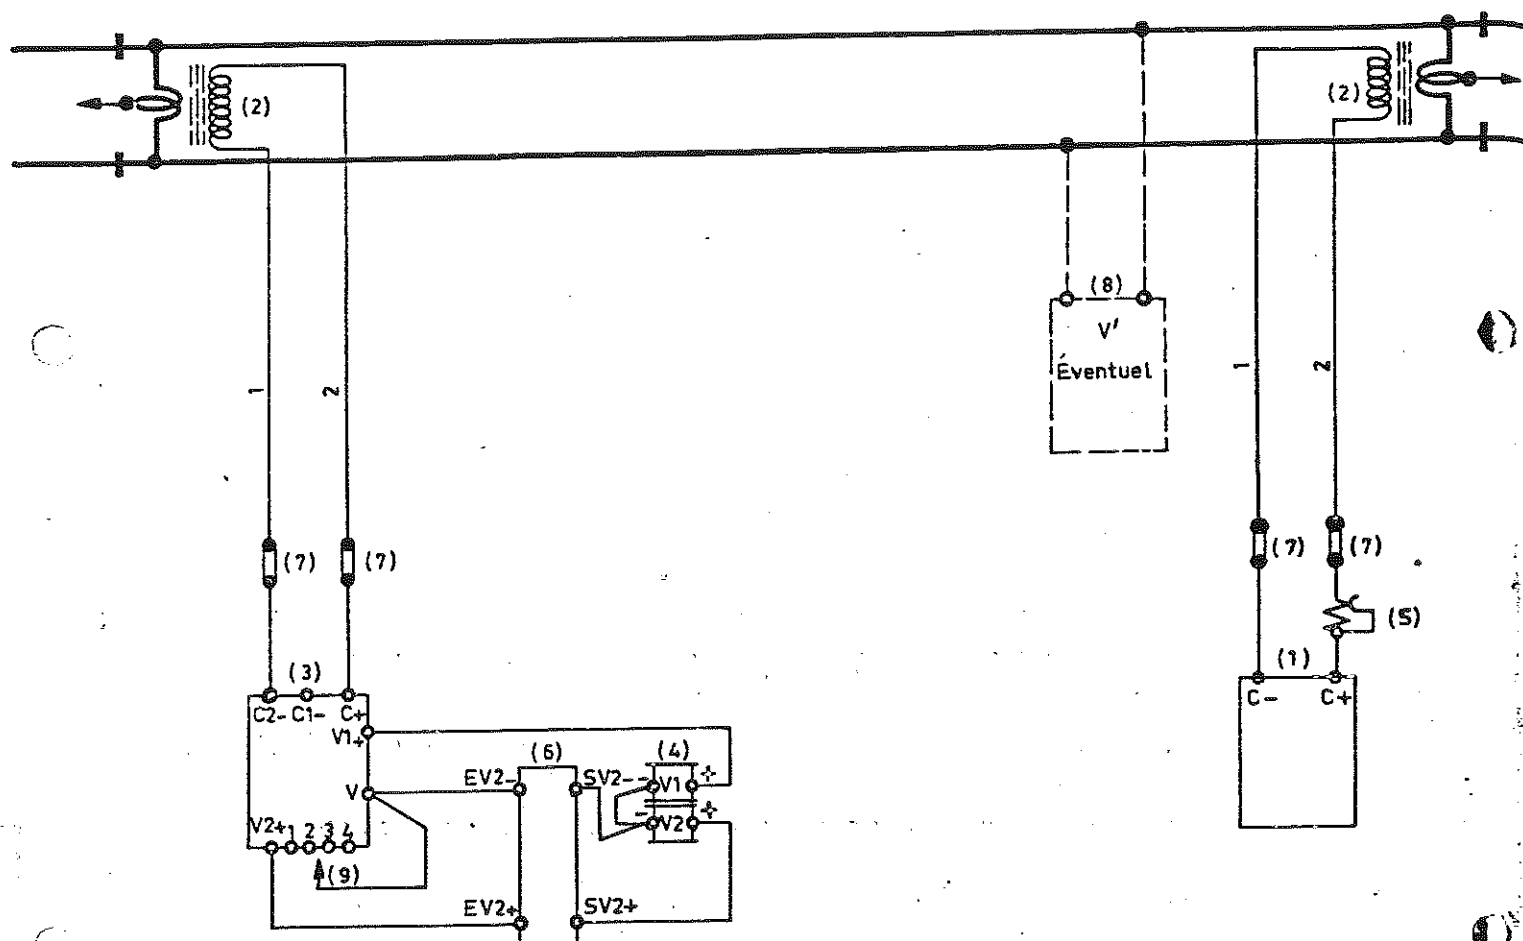 (2)
(2)
(8)
V'
Éventuel
1
2
1
2
(7)
(7)
(7)
(7)
(5)
(3)
(1)
C2- C1- C+
C- C+
V1+
(6)
(4)
EV2-
SV2-
- V1 +
V
- V2 +
V2+ 1 2 3 4
(9)
EV2+
SV2+